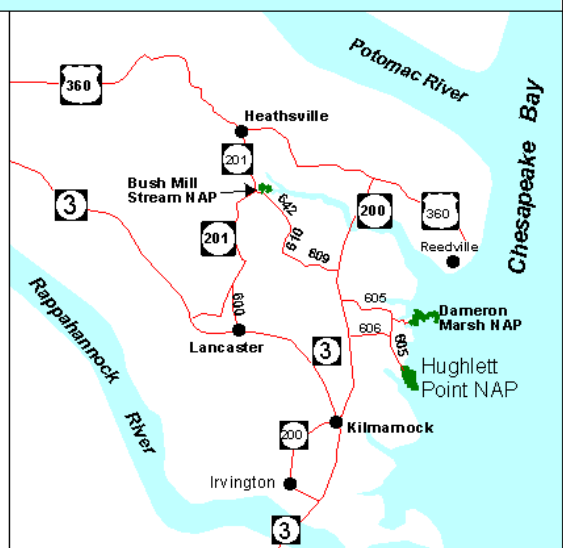 Potomac River
Chesapeake Bay
360
Heathsville
201
Bush Mill
Stream NAP
642
3
200
360
201
610
Reedville
609
605
Dameron
Marsh NAP
600
606
605
Rappahannock
River
Lancaster
3
Hughlett
Point NAP
200
Kilmarnock
Irvington
3